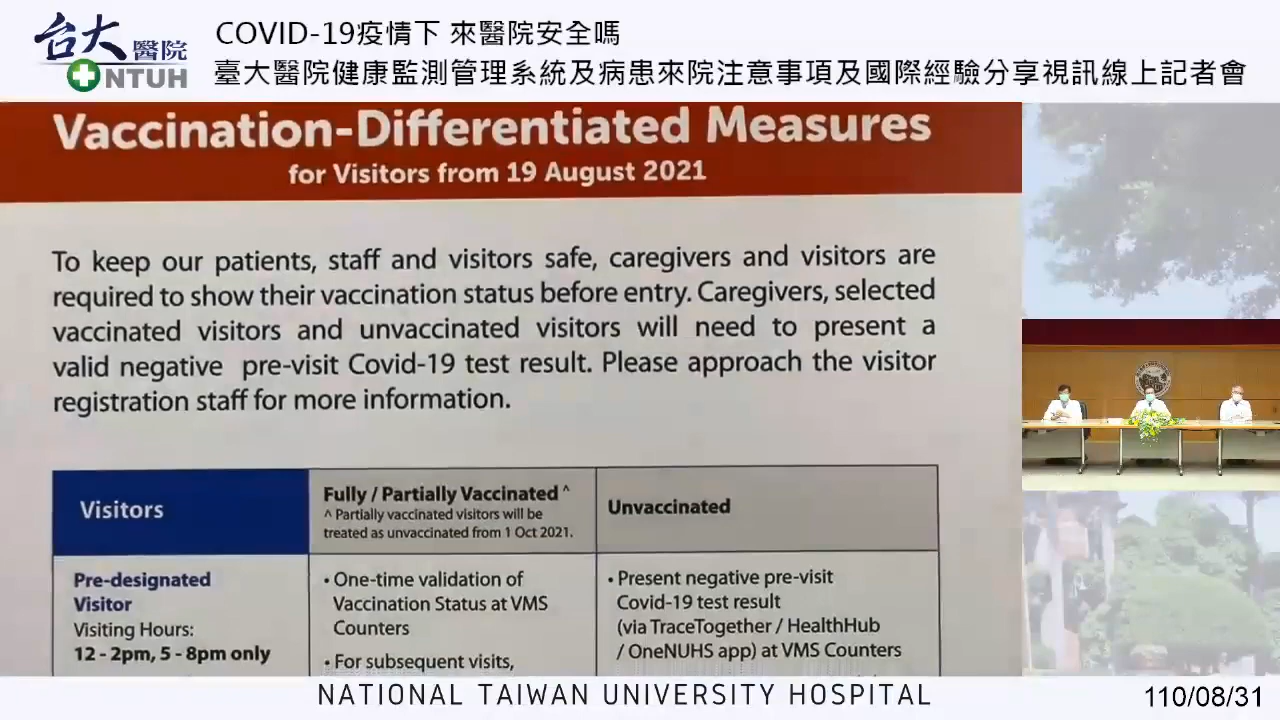 台大醫院
NTUH
COVID-19疫情下 來醫院安全嗎
臺大醫院健康監測管理系統及病患來院注意事項及國際經驗分享視訊線上記者會
Vaccination-Differentiated Measures
for Visitors from 19 August 2021
To keep our patients, staff and visitors safe, caregivers and visitors are
required to show their vaccination status before entry. Caregivers, selected
vaccinated visitors and unvaccinated visitors will need to present a
valid negative pre-visit Covid-19 test result. Please approach the visitor
registration staff for more information.
Visitors
Fully / Partially Vaccinated ^
^ Partially vaccinated visitors will be
treated as unvaccinated from 1 Oct 2021.
Unvaccinated
Pre-designated
Visitor
Visiting Hours:
12 - 2pm, 5 - 8pm only
• One-time validation of
Vaccination Status at VMS
Counters
• For subsequent visits,
• Present negative pre-visit
Covid-19 test result
(via TraceTogether / HealthHub
/ OneNUHS app) at VMS Counters
NATIONAL TAIWAN UNIVERSITY HOSPITAL
110/08/31